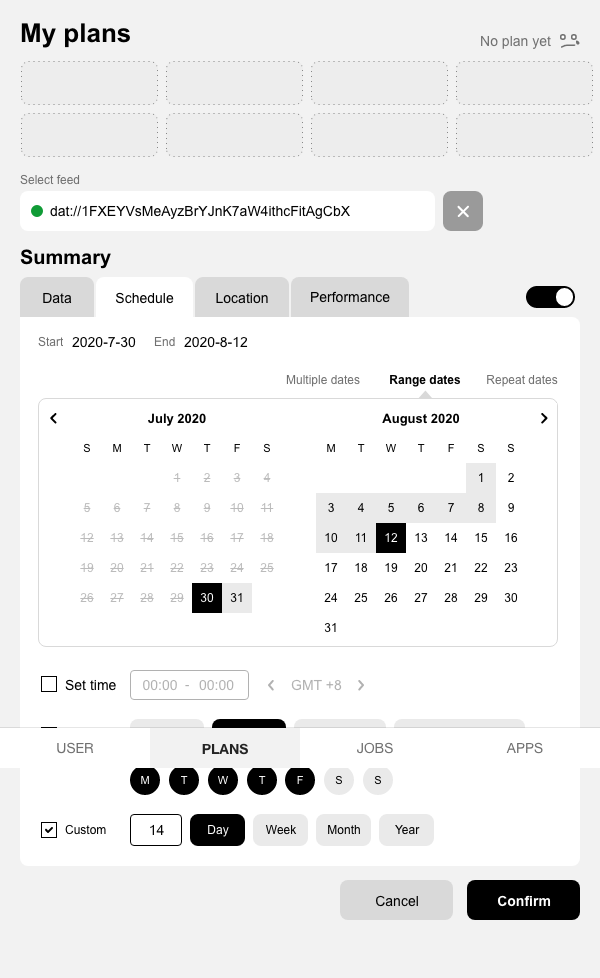 My plans
No plan yet
Select feed
dat://1FXEYVsMeAyzBrYJnK7aW4ithcFitAgCbX
Summary
Data Schedule Location Performance
Start 2020-7-30 End 2020-8-12
Multiple dates Range dates Repeat dates
July 2020 August 2020
S M T W T F S M T W T F S S
1 2 3 4 1 2
5 6 7 8 9 10 11 3 4 5 6 7 8 9
12 13 14 15 16 17 18 10 11 12 13 14 15 16
19 20 21 22 23 24 25 17 18 19 20 21 22 23
26 27 28 29 30 31 24 25 26 27 28 29 30
31
Set time 00:00 - 00:00 GMT +8
USER PLANS JOBS APPS
M T W T F S S
Custom 14 Day Week Month Year
Cancel Confirm